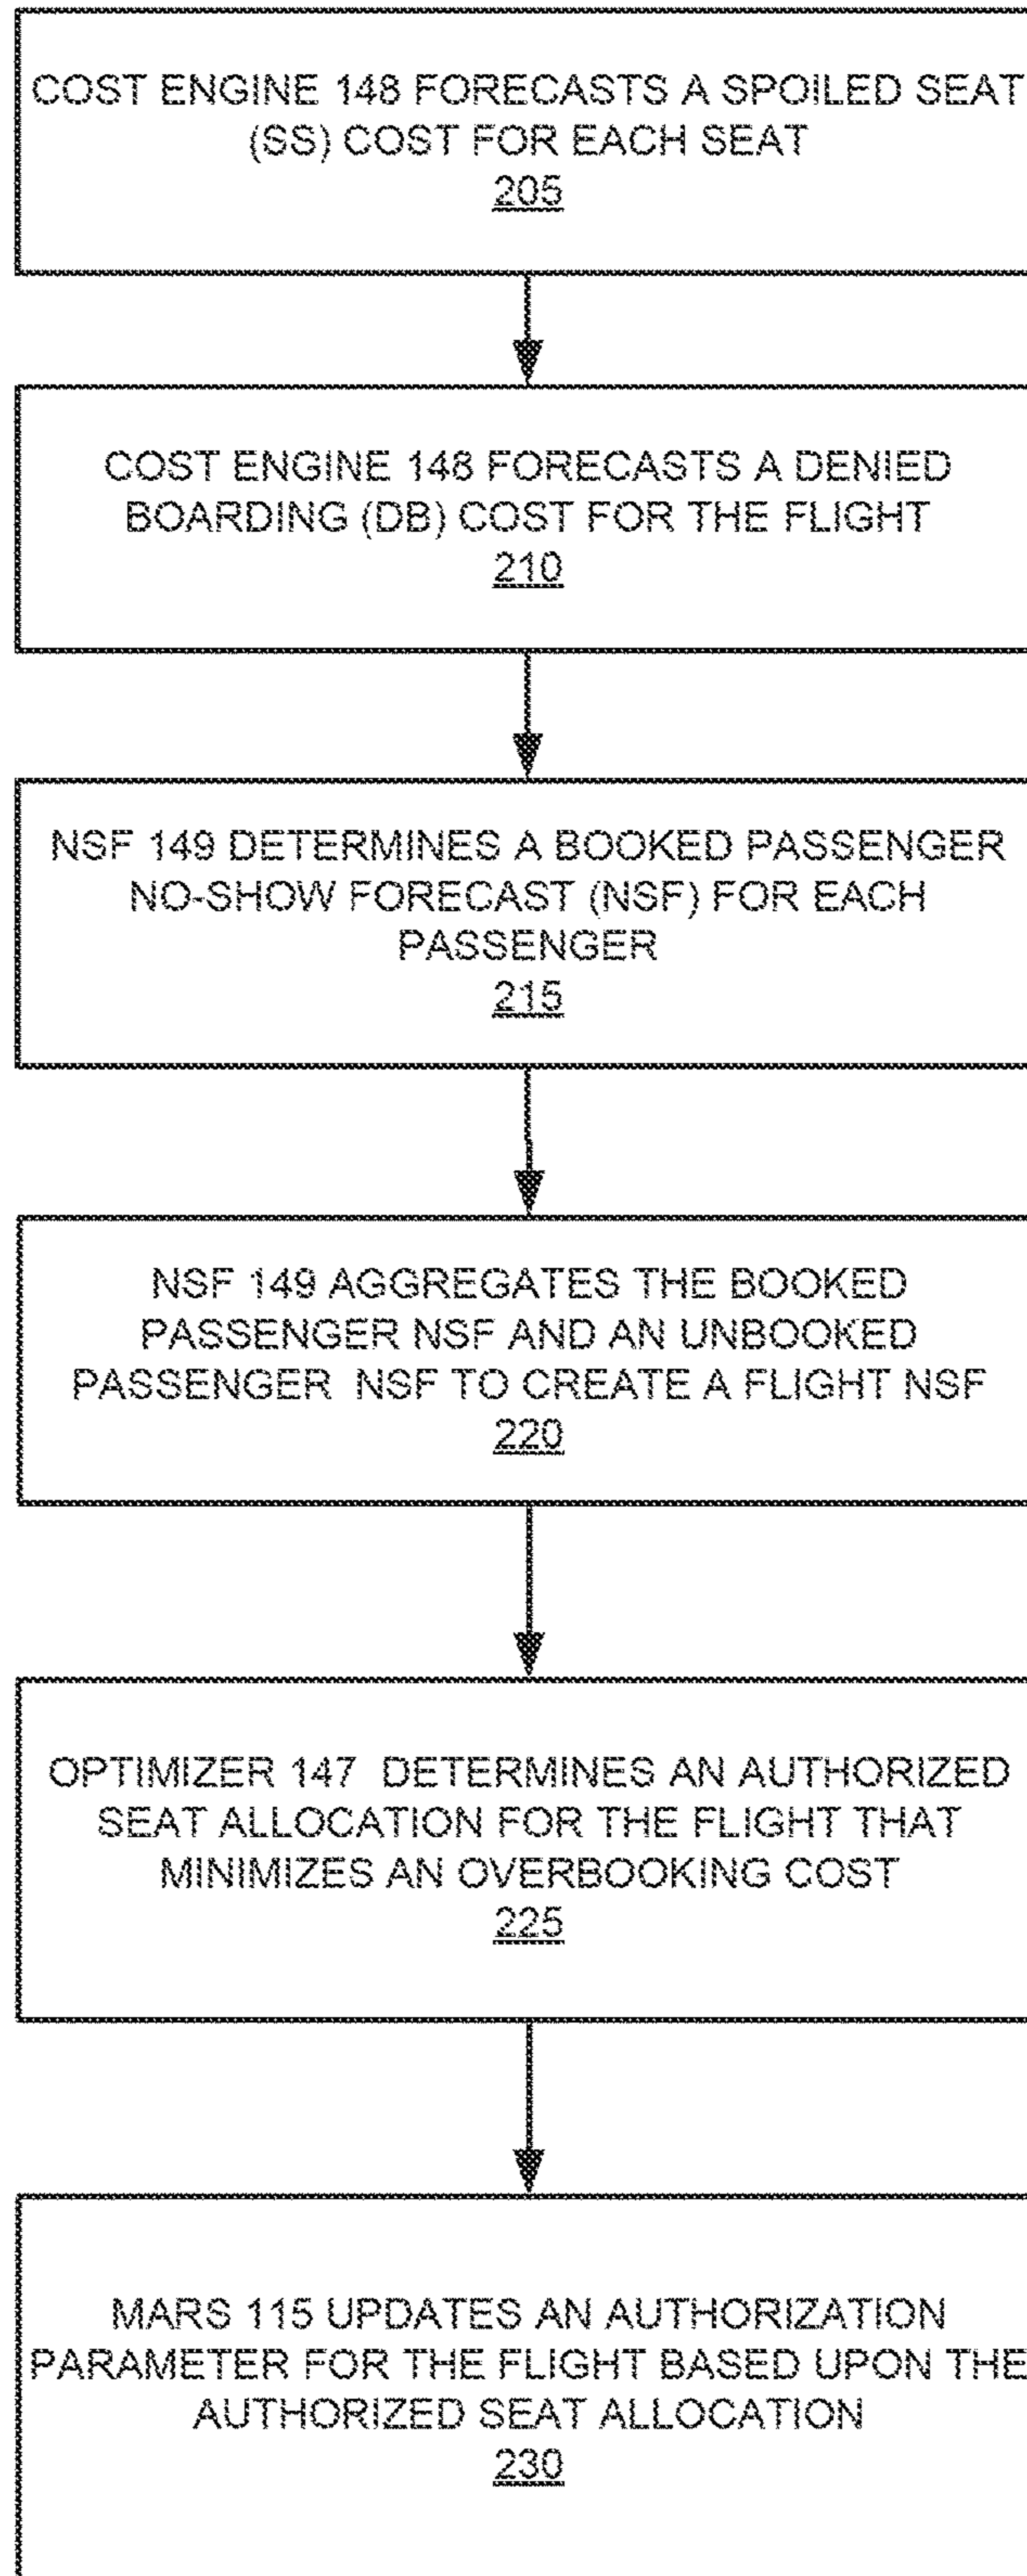 COST ENGINE 148 FORECASTS A SPOILED SEAT
(SS) COST FOR EACH SEAT
205
COST ENGINE 148 FORECASTS A DENIED
BOARDING (DB) COST FOR THE FLIGHT
210
NSF 149 DETERMINES A BOOKED PASSENGER
NO-SHOW FORECAST (NSF) FOR EACH
PASSENGER
215
NSF 149 AGGREGATES THE BOOKED
PASSENGER NSF AND AN UNBOOKED
PASSENGER NSF TO CREATE A FLIGHT NSF
220
OPTIMIZER 147 DETERMINES AN AUTHORIZED
SEAT ALLOCATION FOR THE FLIGHT THAT
MINIMIZES AN OVERBOOKING COST
225
MARS 115 UPDATES AN AUTHORIZATION
PARAMETER FOR THE FLIGHT BASED UPON THE
AUTHORIZED SEAT ALLOCATION
230